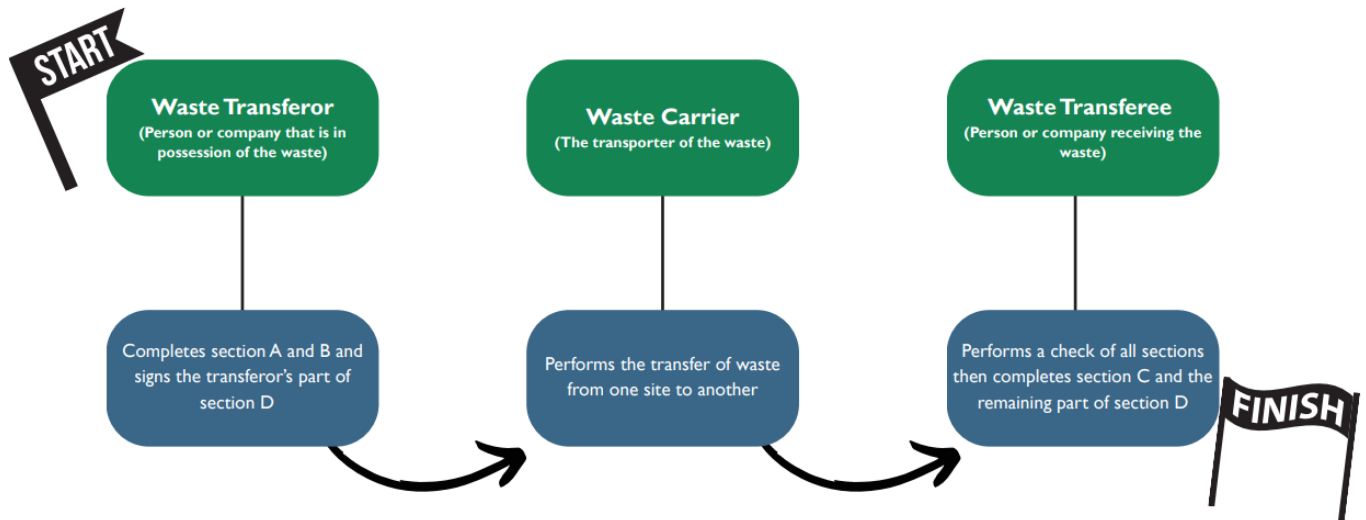 START
Waste Transferor
(Person or company that is in
possession of the waste)
Waste Carrier
(The transporter of the waste)
Waste Transferee
(Person or company receiving the
waste)
Completes section A and B and
signs the transferor's part of
section D
Performs the transfer of waste
from one site to another
Performs a check of all sections
then completes section C and the
remaining part of section D
FINISH